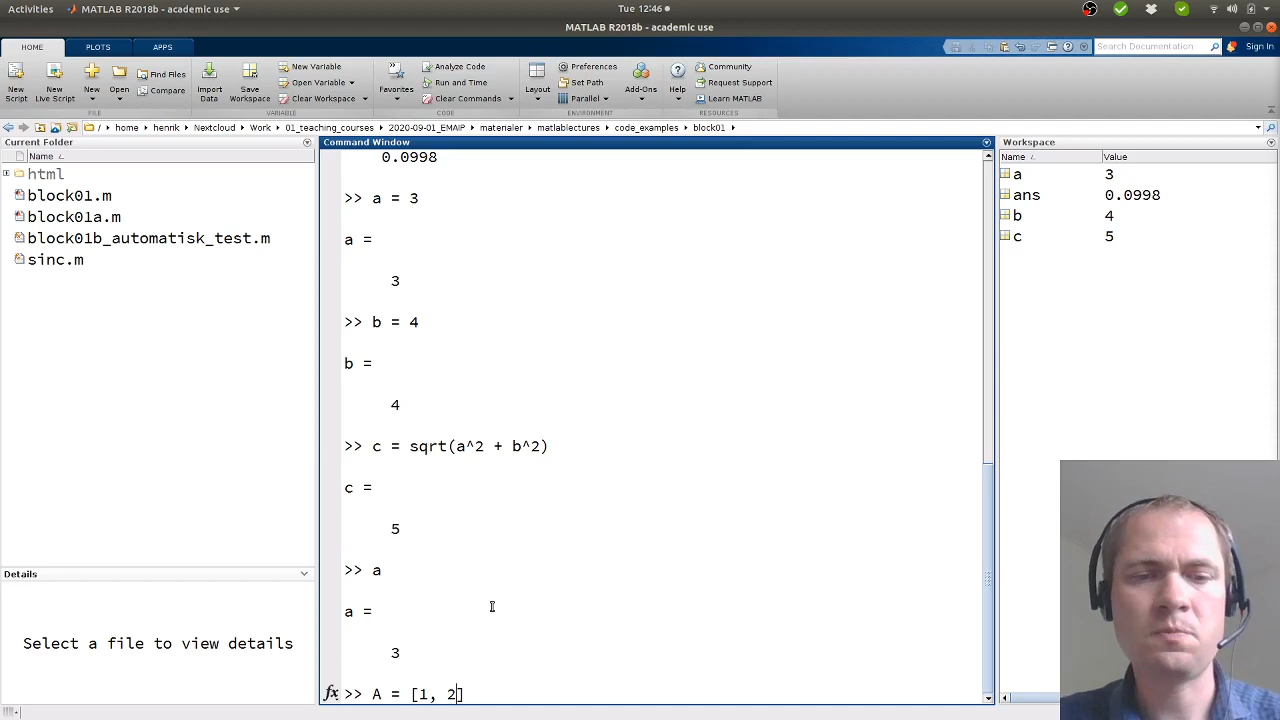 Activities MATLAB R2018b - academic use Tue 12:46
MATLAB R2018b - academic use
HOME PLOTS APPS Search Documentation Sign In
New Script
New Live Script
New
Open
Find Files
Compare
FILE
Import Data
Save Workspace
New Variable
Open Variable
Clear Workspace
VARIABLE
Favorites
Analyze Code
Run and Time
Clear Commands
CODE
Layout
Preferences
Set Path
Parallel
ENVIRONMENT
Add-Ons
Help
Community
Request Support
Learn MATLAB
RESOURCES
/ home henrik Nextcloud Work 01_teaching_courses 2020-09-01_EMAIP materialer matlablectures code_examples block01
Current Folder
Name
html
block01.m
block01a.m
block01b_automatisk_test.m
sinc.m
Details
Select a file to view details
Command Window
0.0998
>> a = 3
a =
3
>> b = 4
b =
4
>> c = sqrt(a^2 + b^2)
c =
5
>> a
a =
3
fx >> A = [1, 2]
Workspace
Name Value
a 3
ans 0.0998
b 4
c 5